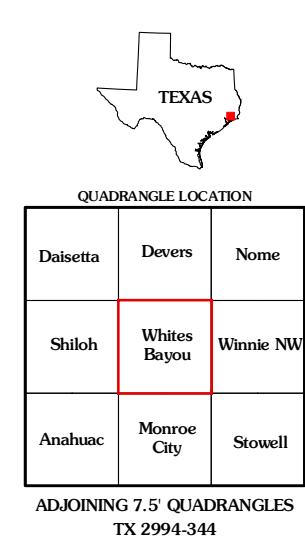 TEXAS
QUADRANGLE LOCATION
Daisetta
Devers
Nome
Shiloh
Whites
Bayou
Winnie NW
Anahuac
Monroe
City
Stowell
ADJOINING 7.5' QUADRANGLES
TX 2994-344